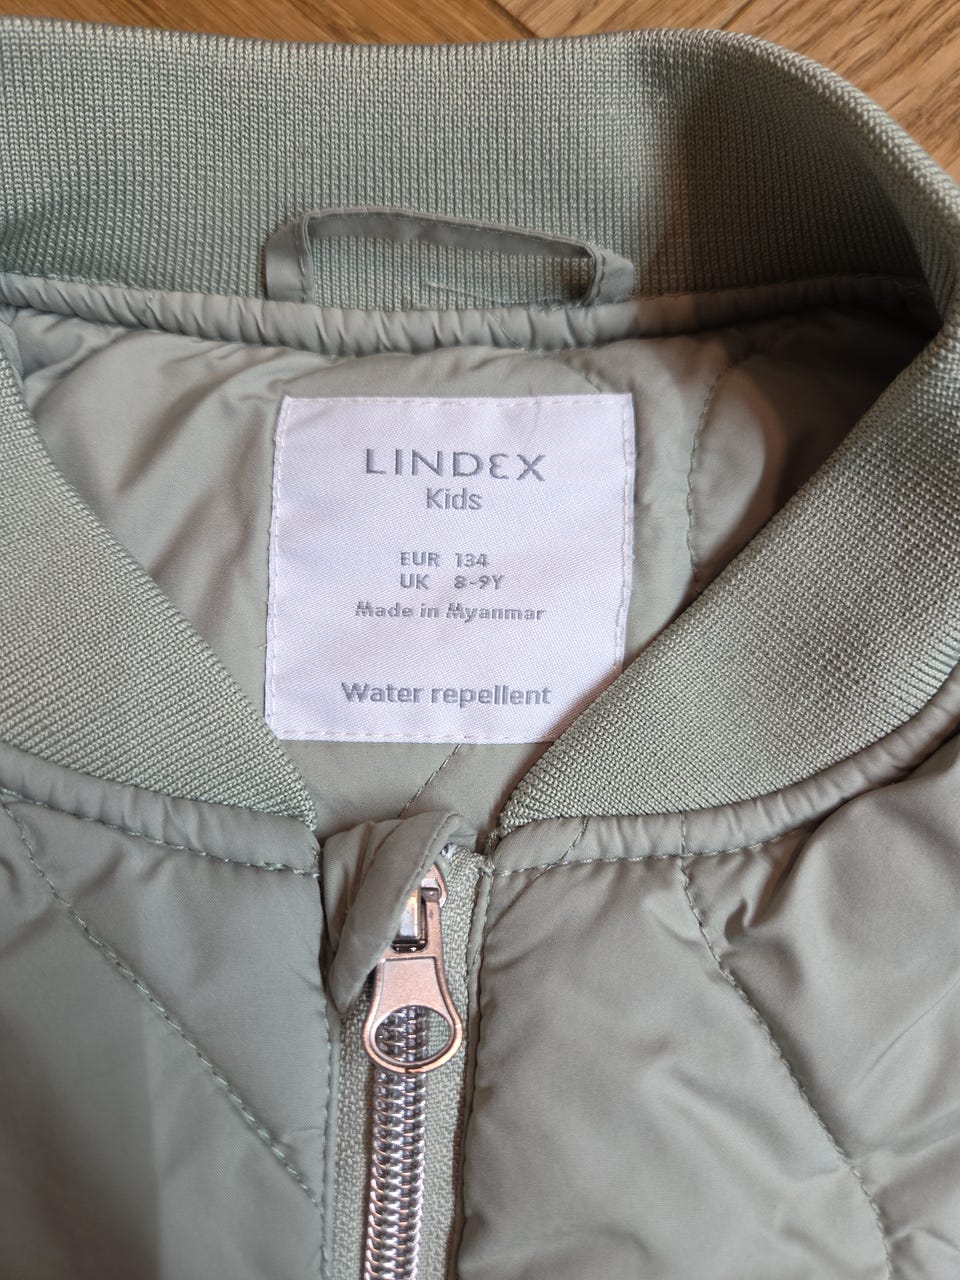 LINDEX
Kids
EUR 134
UK 8-9Y
Made in Myanmar
Water repellent